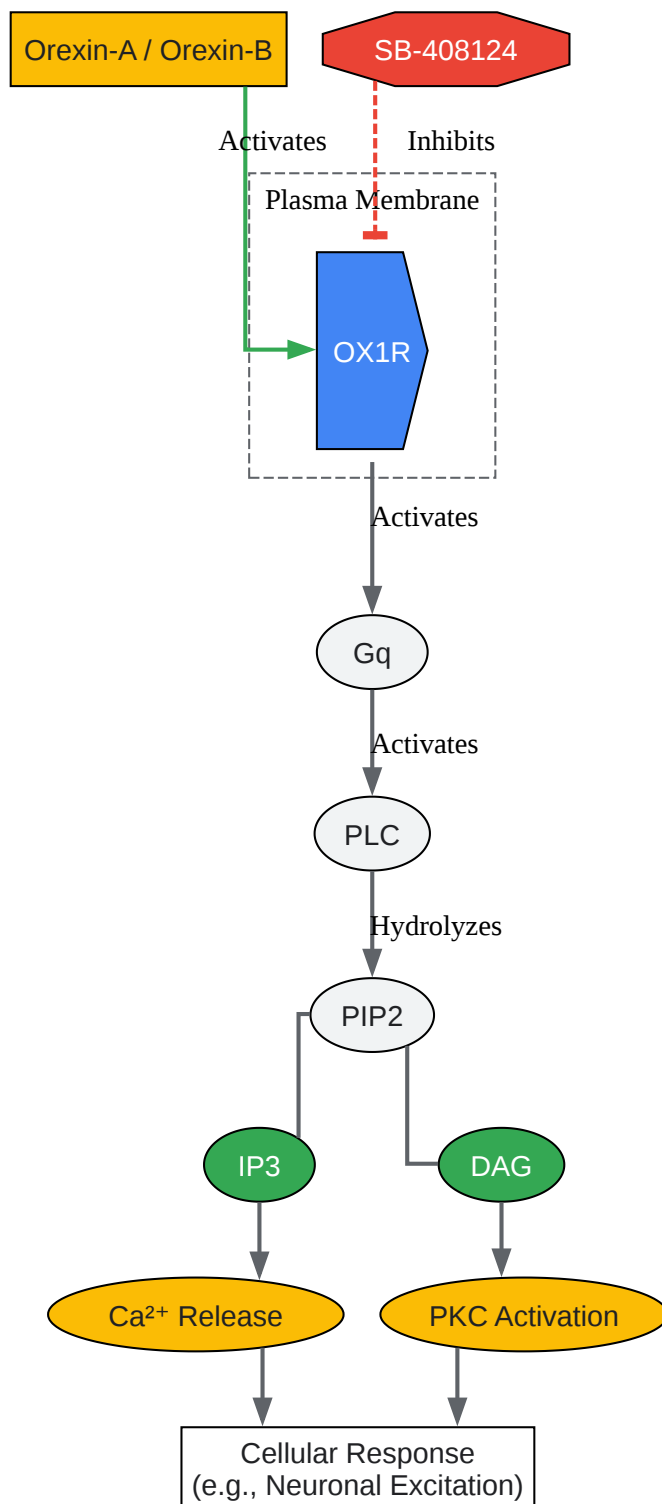 Orexin-A / Orexin-B
SB-408124
Activates
Inhibits
Plasma Membrane
OX1R
Activates
Gq
Activates
PLC
Hydrolyzes
PIP2
IP3
DAG
Ca²⁺ Release
PKC Activation
Cellular Response
(e.g., Neuronal Excitation)